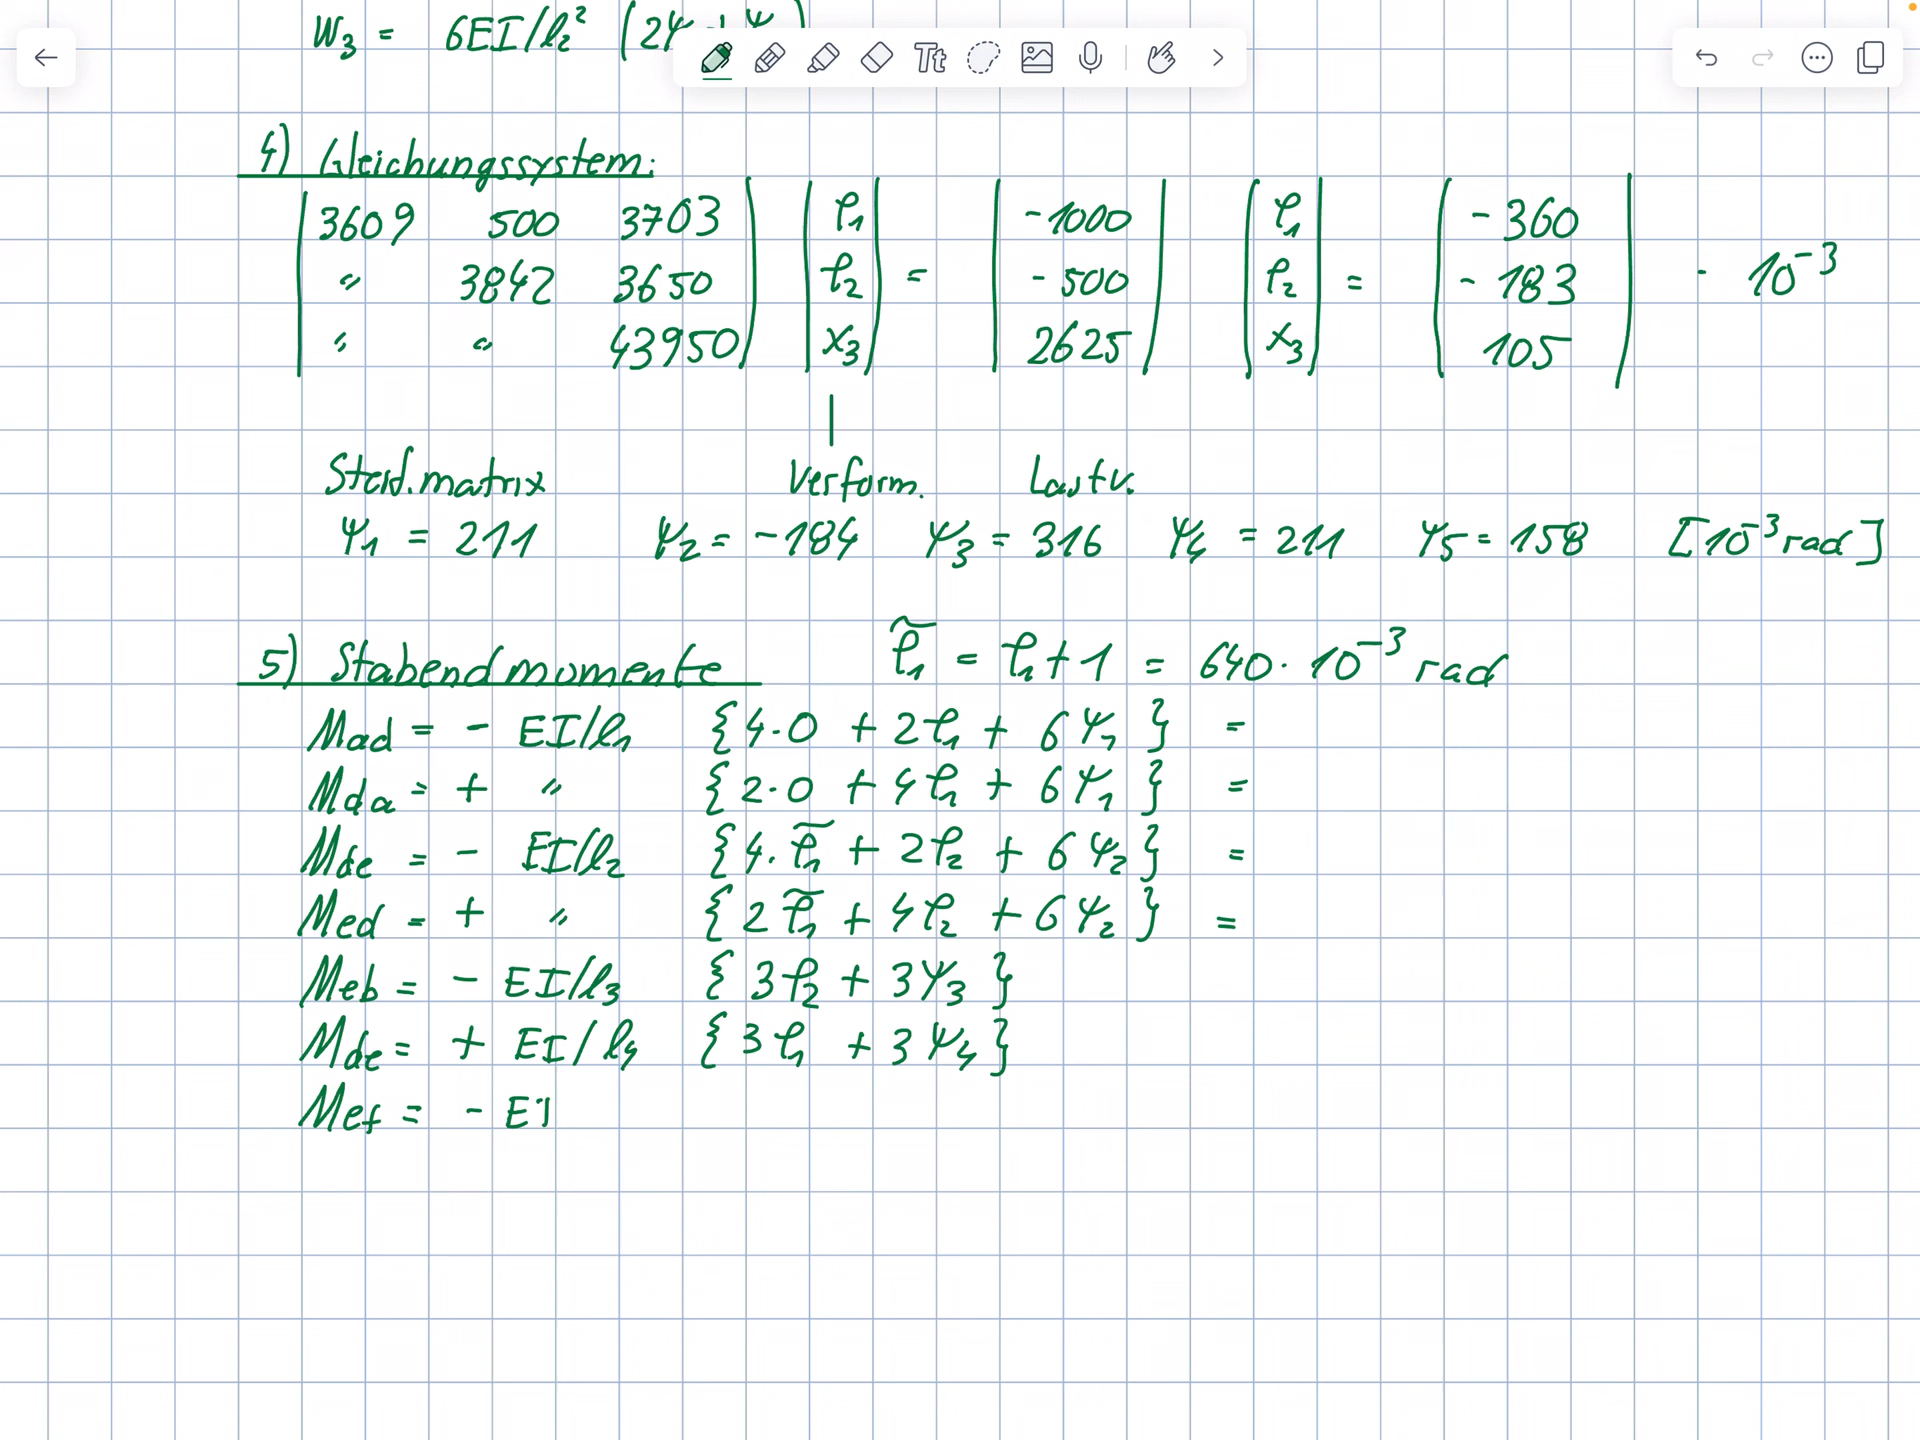 W₃ = 6EI/l₂² (2Ψ
4) Gleichungssystem:
| 3609 500 3703 | | φ₁ | = | -1000 | | φ₁ | = | -360 |
| " 3842 3650 | | φ₂ | = | -500 | | φ₂ | = | -183 | · 10⁻³
| " " 43950 | | x₃ | | 2625 | | x₃ | | 105 |
Steif.matrix Verform. Lastv.
Ψ₁ = 211 Ψ₂ = -184 Ψ₃ = 316 Ψ₄ = 211 Ψ₅ = 158 [10⁻³ rad]
5) Stabendmomente φ̃₁ = φ₁ + 1 = 640 · 10⁻³ rad
Mad = - EI/l₁ {4·0 + 2φ₁ + 6Ψ₁} =
Mda = + " {2·0 + 4φ₁ + 6Ψ₁} =
Mde = - EI/l₂ {4·φ̃₁ + 2φ₂ + 6Ψ₂} =
Med = + " {2φ̃₁ + 4φ₂ + 6Ψ₂} =
Meb = - EI/l₃ {3φ₂ + 3Ψ₃}
Mde = + EI/l₄ {3φ₁ + 3Ψ₄}
Mef = - EI